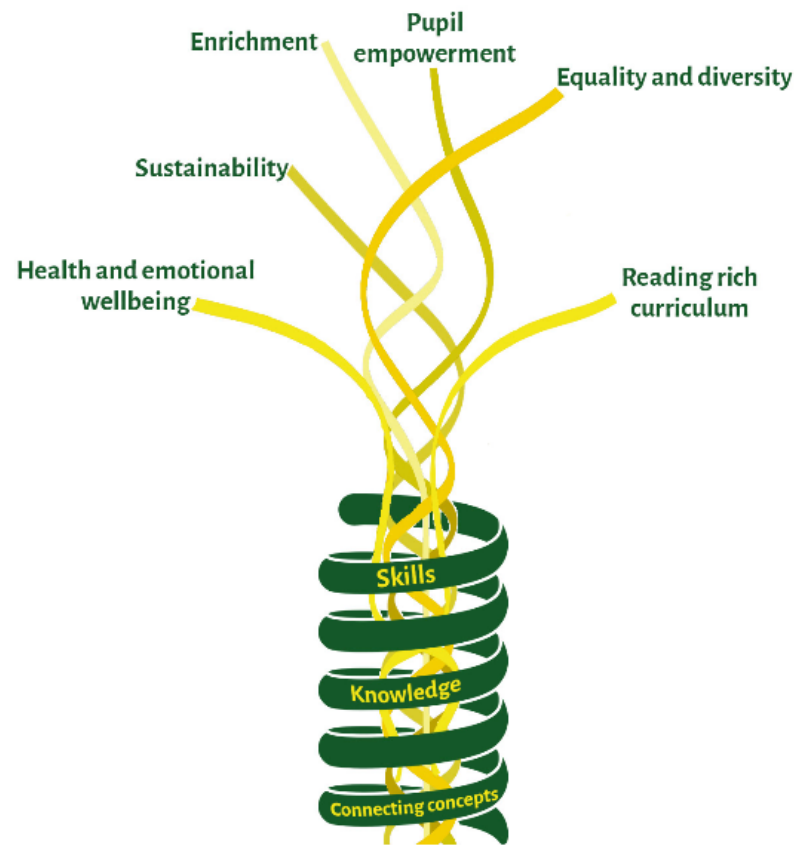 Pupil
empowerment
Enrichment
Equality and diversity
Sustainability
Health and emotional
wellbeing
Reading rich
curriculum
Skills
Knowledge
Connecting concepts